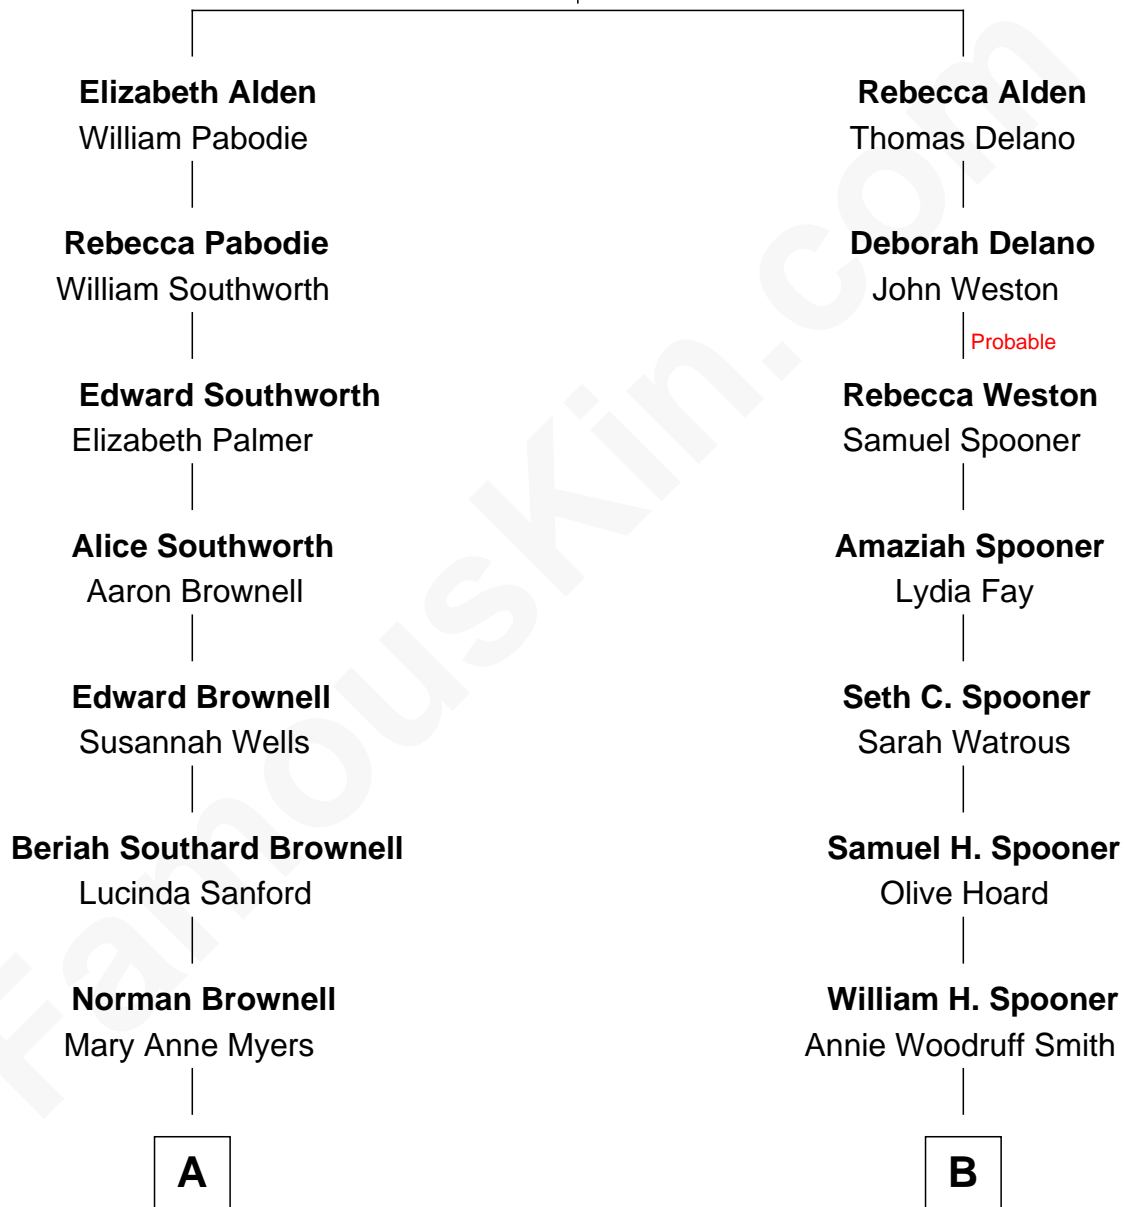 Elizabeth Alden
William Pabodie
Rebecca Pabodie
William Southworth
Edward Southworth
Elizabeth Palmer
Alice Southworth
Aaron Brownell
Edward Brownell
Susannah Wells
Beriah Southard Brownell
Lucinda Sanford
Norman Brownell
Mary Anne Myers
A
Rebecca Alden
Thomas Delano
Deborah Delano
John Weston
Probable
Rebecca Weston
Samuel Spooner
Amaziah Spooner
Lydia Fay
Seth C. Spooner
Sarah Watrous
Samuel H. Spooner
Olive Hoard
William H. Spooner
Annie Woodruff Smith
B
FamousKin.com